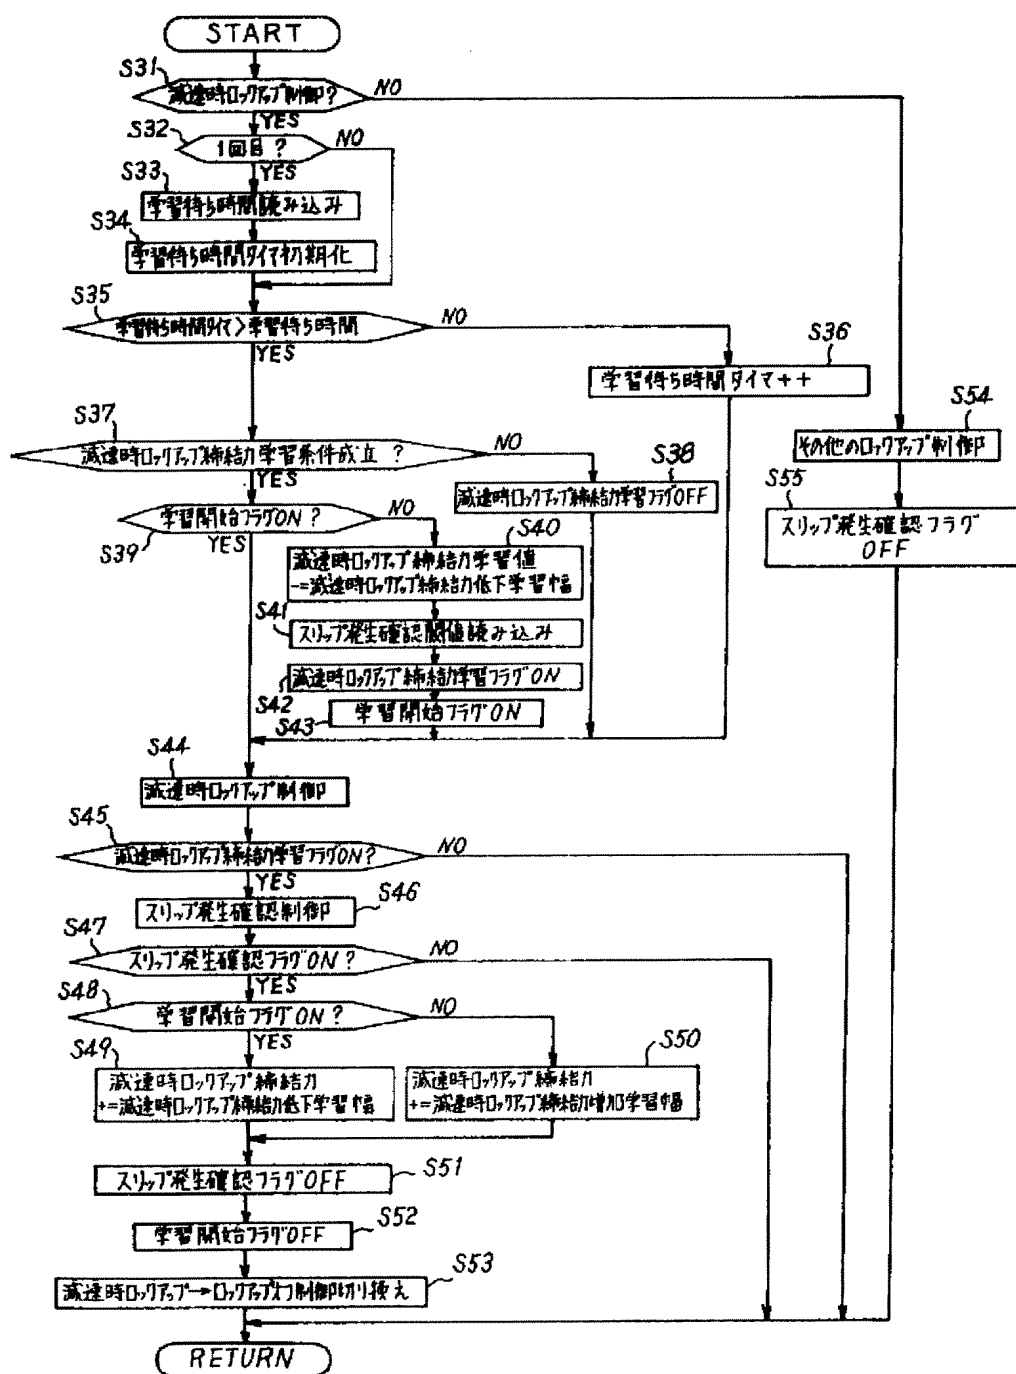 START
S31
減速時ロックアップ制御?
NO
YES
S32
1回目?
NO
YES
S33
学習待ち時間読み込み
S34
学習待ち時間タイマ初期化
S35
学習待ち時間タイマ>学習待ち時間
NO
YES
S36
学習待ち時間タイマ++
S37
減速時ロックアップ締結力学習条件成立?
NO
YES
S38
減速時ロックアップ締結力学習フラグOFF
S54
その他のロックアップ制御
S55
スリップ発生確認フラグ
OFF
学習開始フラグON?
NO
S39
YES
S40
減速時ロックアップ締結力学習値
-=減速時ロックアップ締結力低下学習幅
S41
スリップ発生確認閾値読み込み
減速時ロックアップ締結力学習フラグON
S42
学習開始フラグON
S43
S44
減速時ロックアップ制御
S45
減速時ロックアップ締結力学習フラグON?
NO
YES
S46
スリップ発生確認制御
S47
スリップ発生確認フラグON?
NO
YES
S48
学習開始フラグON?
NO
YES
S49
減速時ロックアップ締結力
+=減速時ロックアップ締結力低下学習幅
S50
減速時ロックアップ締結力
+=減速時ロックアップ締結力増加学習幅
スリップ発生確認フラグOFF
S51
学習開始フラグOFF
S52
減速時ロックアップ→ロックアップオフ制御切り換え
S53
RETURN